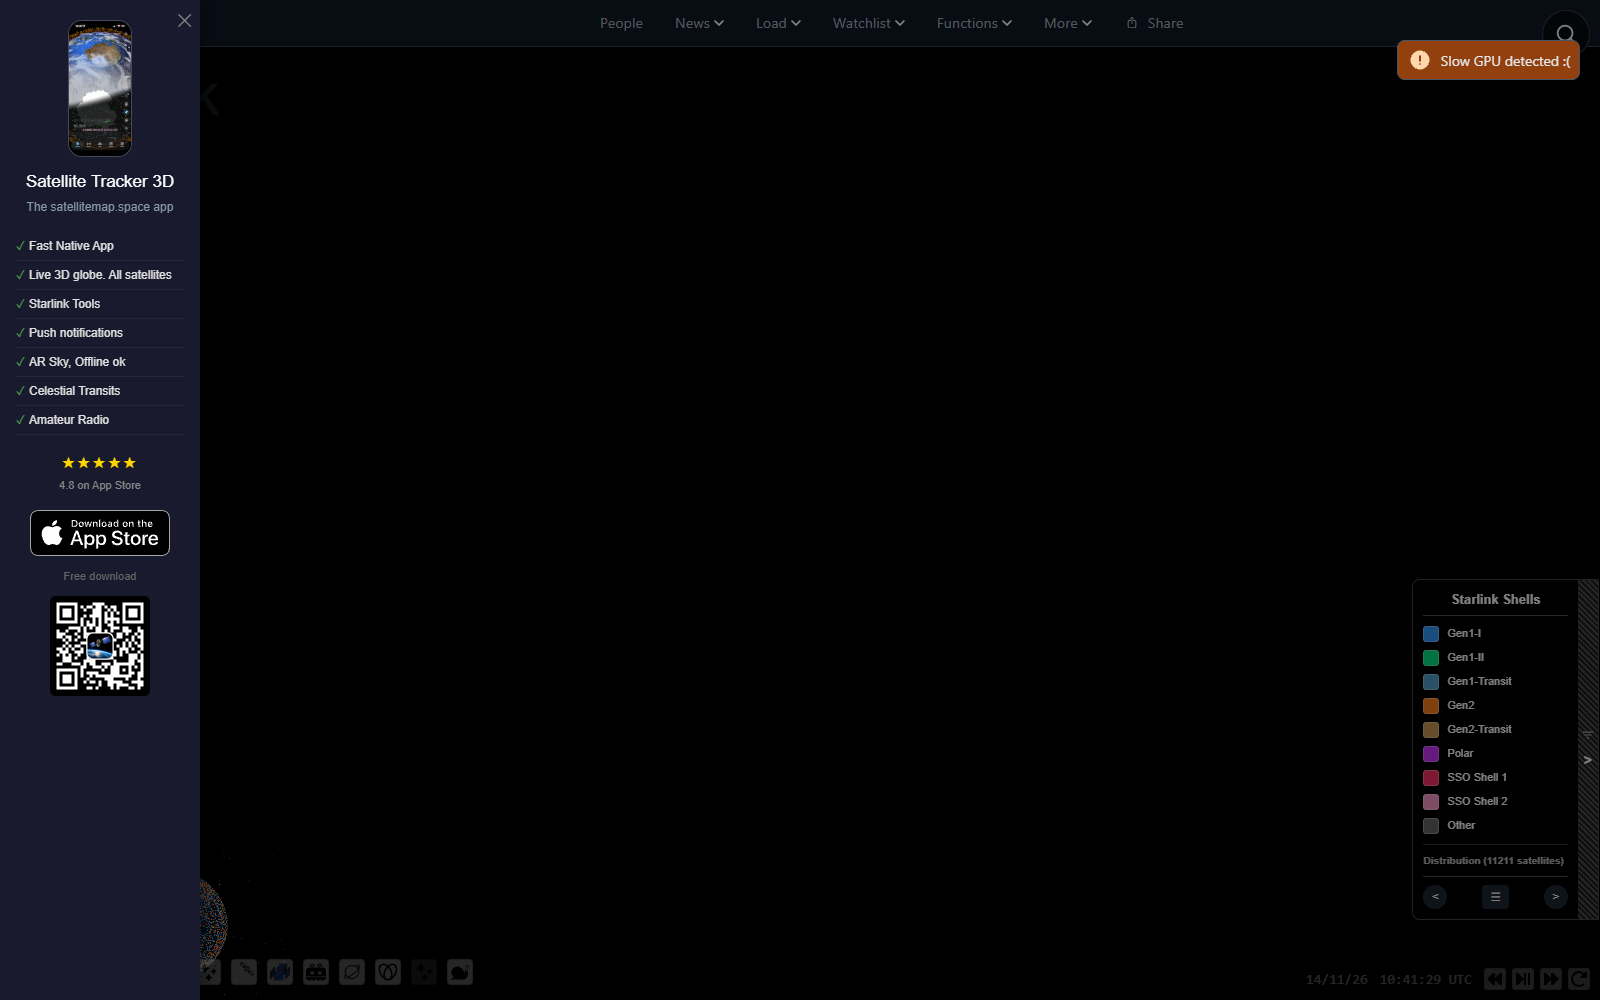 People
News
Load
Watchlist
Functions
More
Share
Slow GPU detected :(
Satellite Tracker 3D
The satellitemap.space app
✓ Fast Native App
✓ Live 3D globe. All satellites
✓ Starlink Tools
✓ Push notifications
✓ AR Sky, Offline ok
✓ Celestial Transits
✓ Amateur Radio
★★★★★
4.8 on App Store
Download on the
App Store
Free download
Starlink Shells
Gen1-I
Gen1-II
Gen1-Transit
Gen2
Gen2-Transit
Polar
SSO Shell 1
SSO Shell 2
Other
Distribution (11211 satellites)
<
☰
>
>
14/11/26 10:41:29 UTC